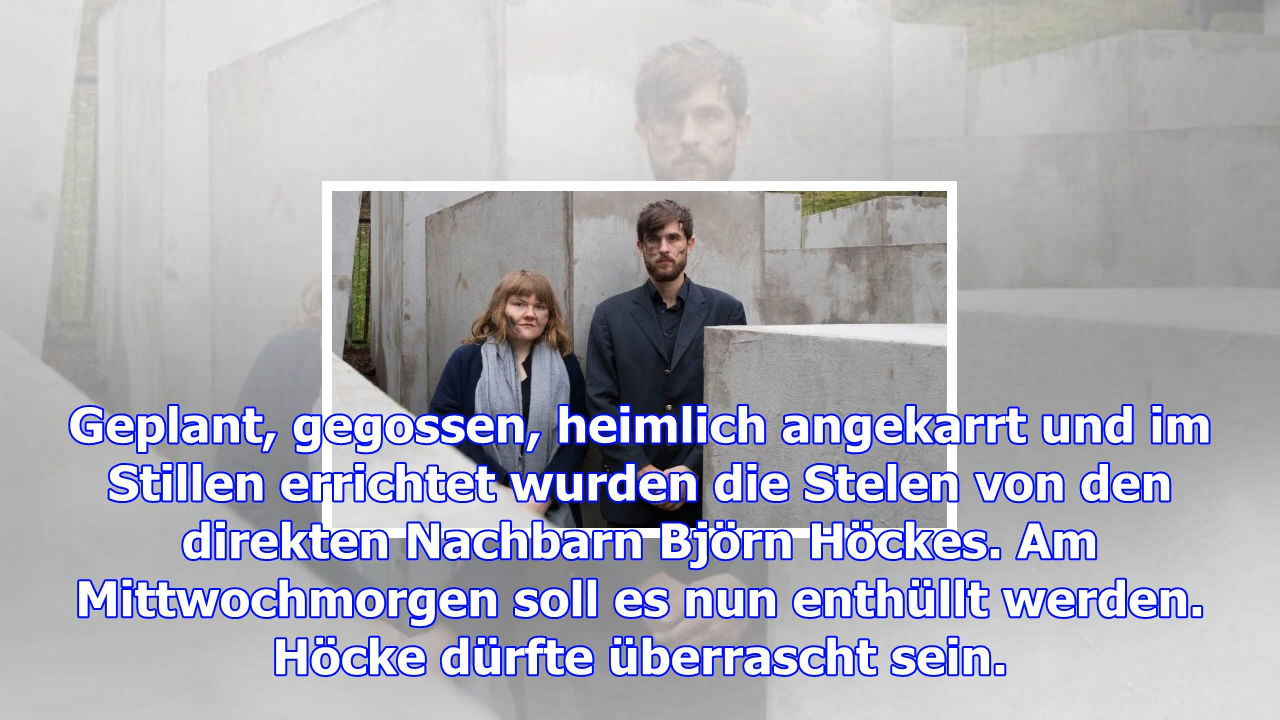 Geplant, gegossen, heimlich angekarrt und im
Stillen errichtet wurden die Stelen von den
direkten Nachbarn Björn Höckes. Am
Mittwochmorgen soll es nun enthüllt werden.
Höcke dürfte überrascht sein.